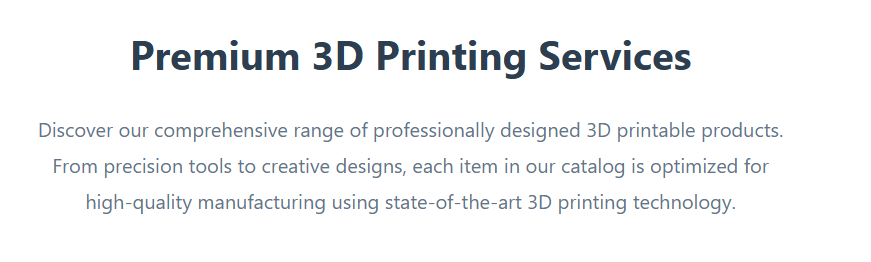 Premium 3D Printing Services
Discover our comprehensive range of professionally designed 3D printable products.
From precision tools to creative designs, each item in our catalog is optimized for
high-quality manufacturing using state-of-the-art 3D printing technology.